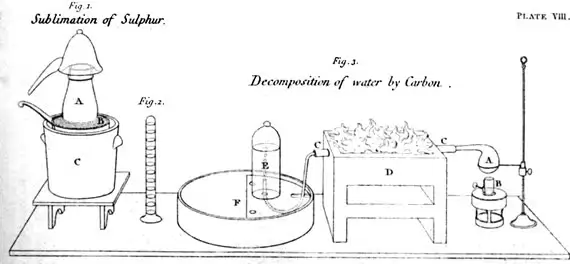 Fig. 1.
Sublimation of Sulphur.
PLATE VIII.
Fig. 3.
Decomposition of water by Carbon.
Fig. 2.
A
B
C
C
E
D
C
A
B
F